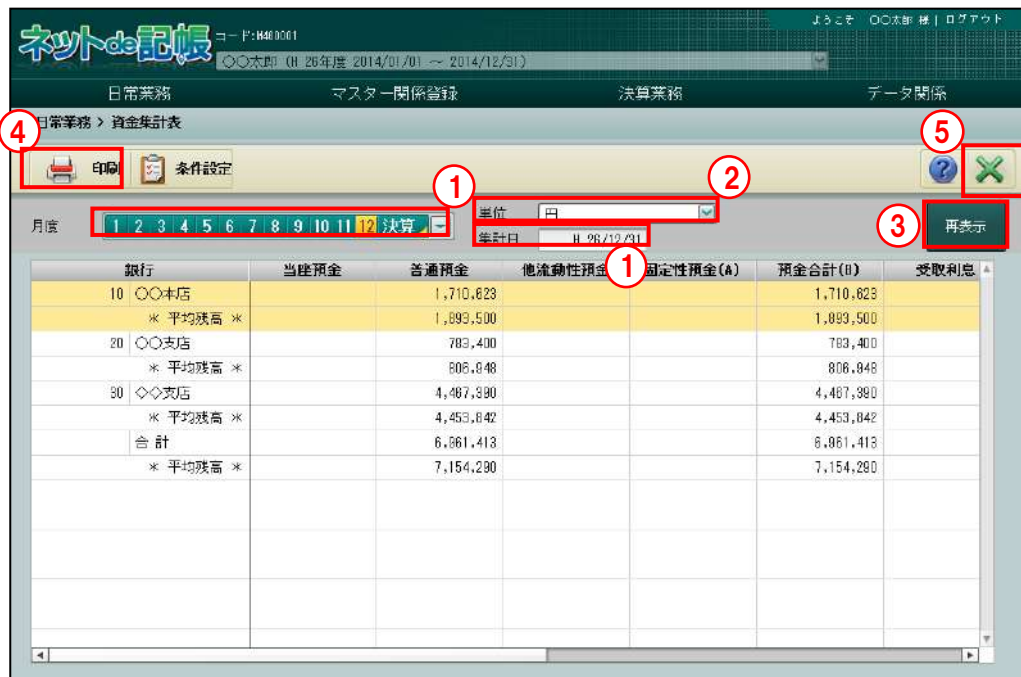 ようこそ 〇〇太郎 様 | ログアウト
ネットde記帳 コード:H460001
〇〇太郎 (H 26年度 2014/01/01 ～ 2014/12/31)
日常業務 マスター関係登録 決算業務 データ関係
日常業務 > 資金集計表
④ ⑤
印刷 条件設定
① ②
月度 1 2 3 4 5 6 7 8 9 10 11 12 決算 単位 円 ③ 再表示
集計日 H 26/12/31
①
銀行 当座預金 普通預金 他流動性預金 固定性預金(A) 預金合計(B) 受取利息
10 〇〇本店 1,710,623 1,710,623
* 平均残高 * 1,893,500 1,893,500
20 〇〇支店 783,400 783,400
* 平均残高 * 806,948 806,948
30 ◇◇支店 4,467,390 4,467,390
* 平均残高 * 4,453,842 4,453,842
合 計 6,961,413 6,961,413
* 平均残高 * 7,154,290 7,154,290